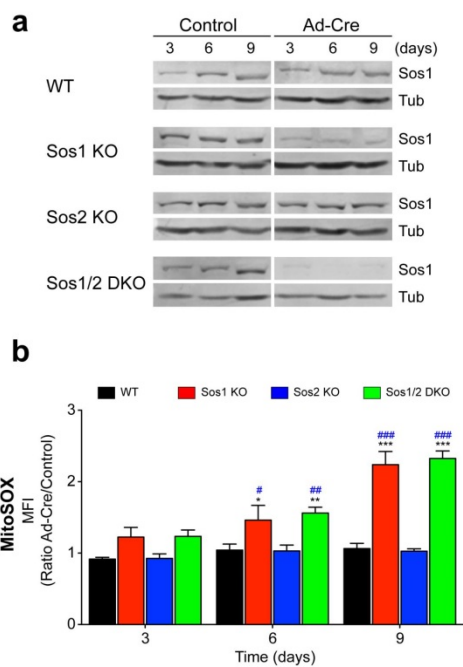 a
Control Ad-Cre
3 6 9 3 6 9 (days)
WT
Sos1
Tub
Sos1 KO
Sos1
Tub
Sos2 KO
Sos1
Tub
Sos1/2 DKO
Sos1
Tub
b
WT Sos1 KO Sos2 KO Sos1/2 DKO
MitoSOX
MFI
(Ratio Ad-Cre/Control)
3
2
1
0
# ## ### ###
* ** *** ***
3 6 9
Time (days)